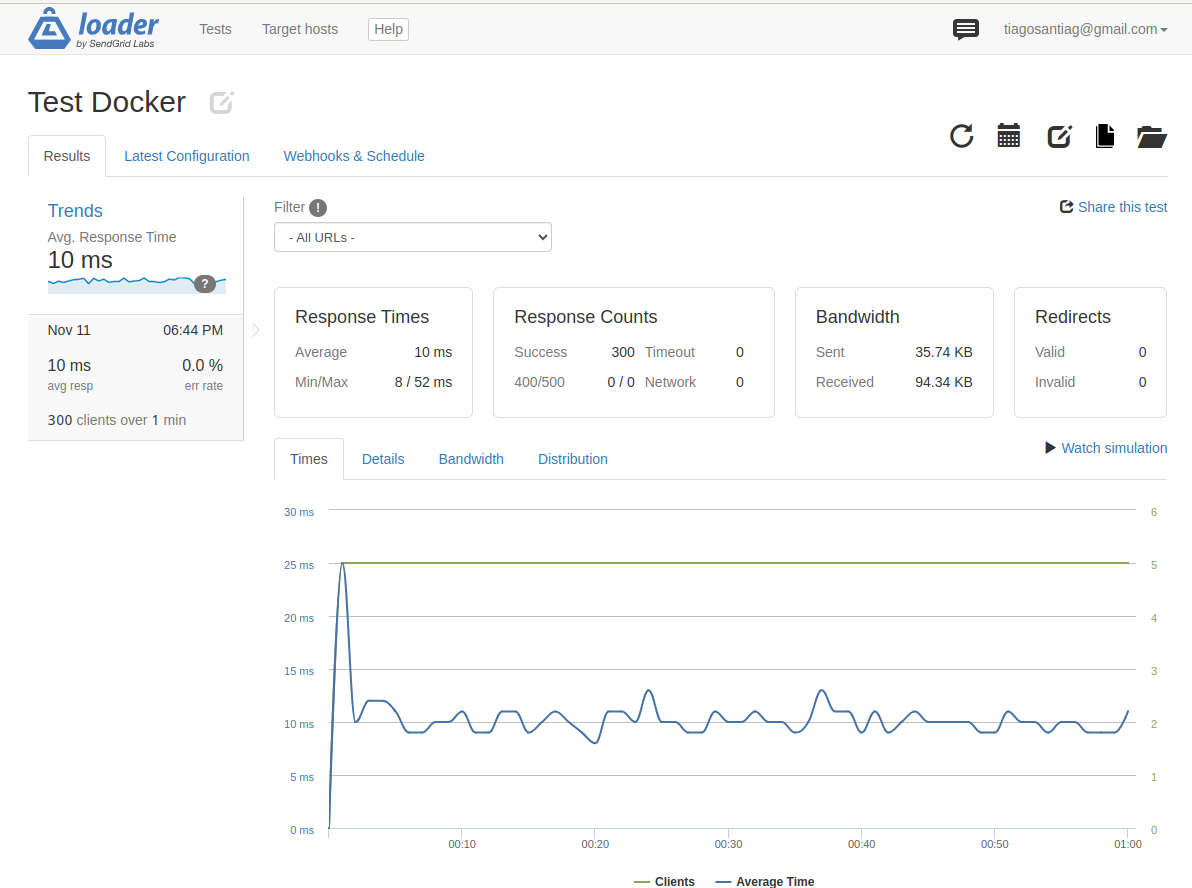 loader
by SendGrid Labs
Tests Target hosts Help
tiagosantiag@gmail.com
Test Docker
Results Latest Configuration Webhooks & Schedule
Trends
Avg. Response Time
10 ms
?
Nov 11 06:44 PM
10 ms 0.0 %
avg resp err rate
300 clients over 1 min
Filter !
- All URLs -
Share this test
Response Times
Average 10 ms
Min/Max 8 / 52 ms
Response Counts
Success 300 Timeout 0
400/500 0 / 0 Network 0
Bandwidth
Sent 35.74 KB
Received 94.34 KB
Redirects
Valid 0
Invalid 0
Times Details Bandwidth Distribution
Watch simulation
30 ms 6
25 ms 5
20 ms 4
15 ms 3
10 ms 2
5 ms 1
0 ms 0
00:10 00:20 00:30 00:40 00:50 01:00
Clients Average Time